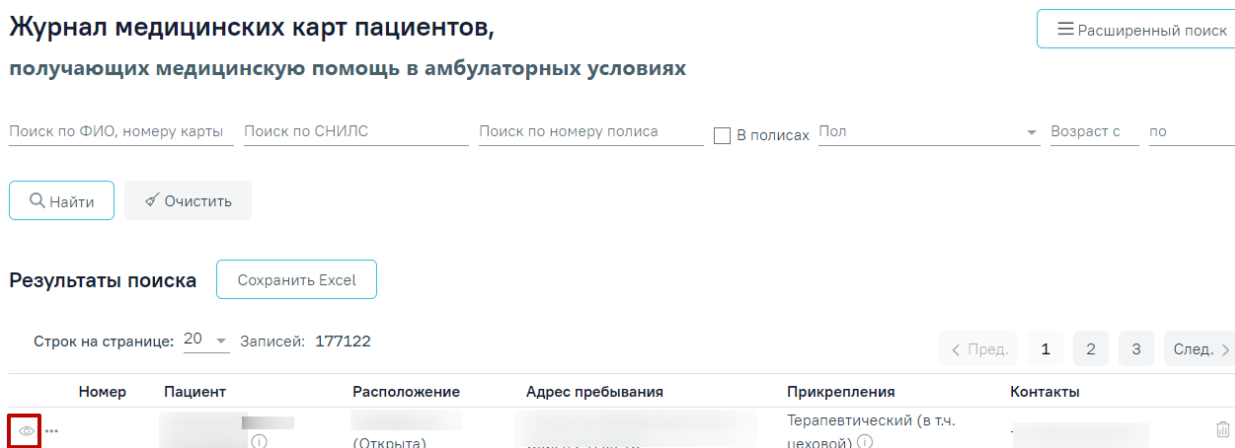 Журнал медицинских карт пациентов,
Расширенный поиск
получающих медицинскую помощь в амбулаторных условиях
Поиск по ФИО, номеру карты Поиск по СНИЛС Поиск по номеру полиса В полисах Пол Возраст с по
Найти Очистить
Результаты поиска Сохранить Excel
Строк на странице: 20 Записей: 177122
< Пред. 1 2 3 След. >
Номер Пациент Расположение Адрес пребывания Прикрепления Контакты
Терапевтический (в т.ч.
(Открыта) цеховой)